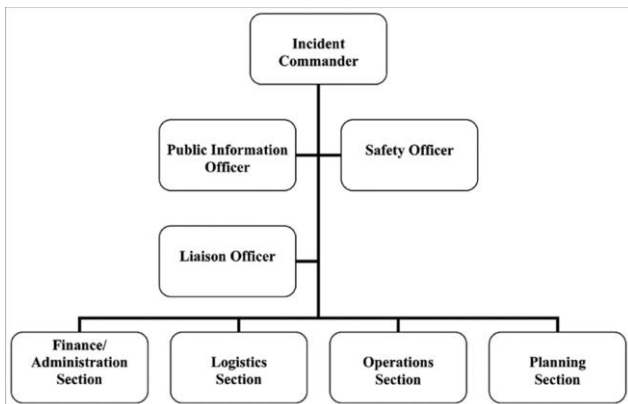 Incident
Commander
Public Information
Officer
Safety Officer
Liaison Officer
Finance/
Administration
Section
Logistics
Section
Operations
Section
Planning
Section